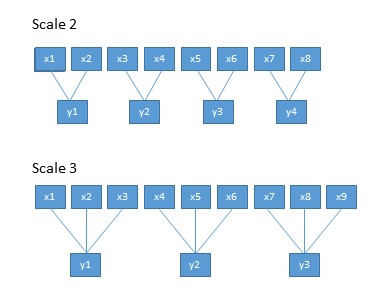 Scale 2
x1 x2 x3 x4 x5 x6 x7 x8
y1 y2 y3 y4
Scale 3
x1 x2 x3 x4 x5 x6 x7 x8 x9
y1 y2 y3